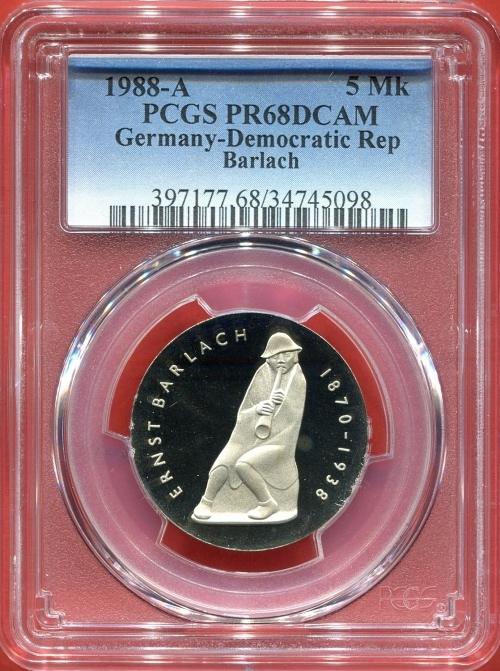 1988-A 5 Mk
PCGS PR68DCAM
Germany-Democratic Rep
Barlach
397177.68/34745098
ERNST BARLACH
1870-1938
PCGS